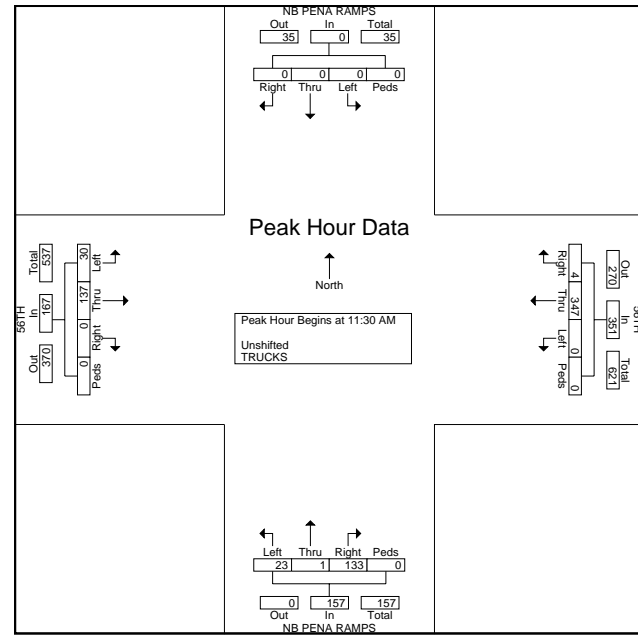 NB PENA RAMPS
Out In Total
35 0 35
0 0 0 0
Right Thru Left Peds
Peak Hour Data
North
Peak Hour Begins at 11:30 AM
Unshifted
TRUCKS
56TH
Total In Out
537 167 370
30 137 0 0
Left Thru Right Peds
Right Thru Left Peds
4 347 0 0
270 351 621
Out In Total
56TH
Left Thru Right Peds
23 1 133 0
0 157 157
Out In Total
NB PENA RAMPS